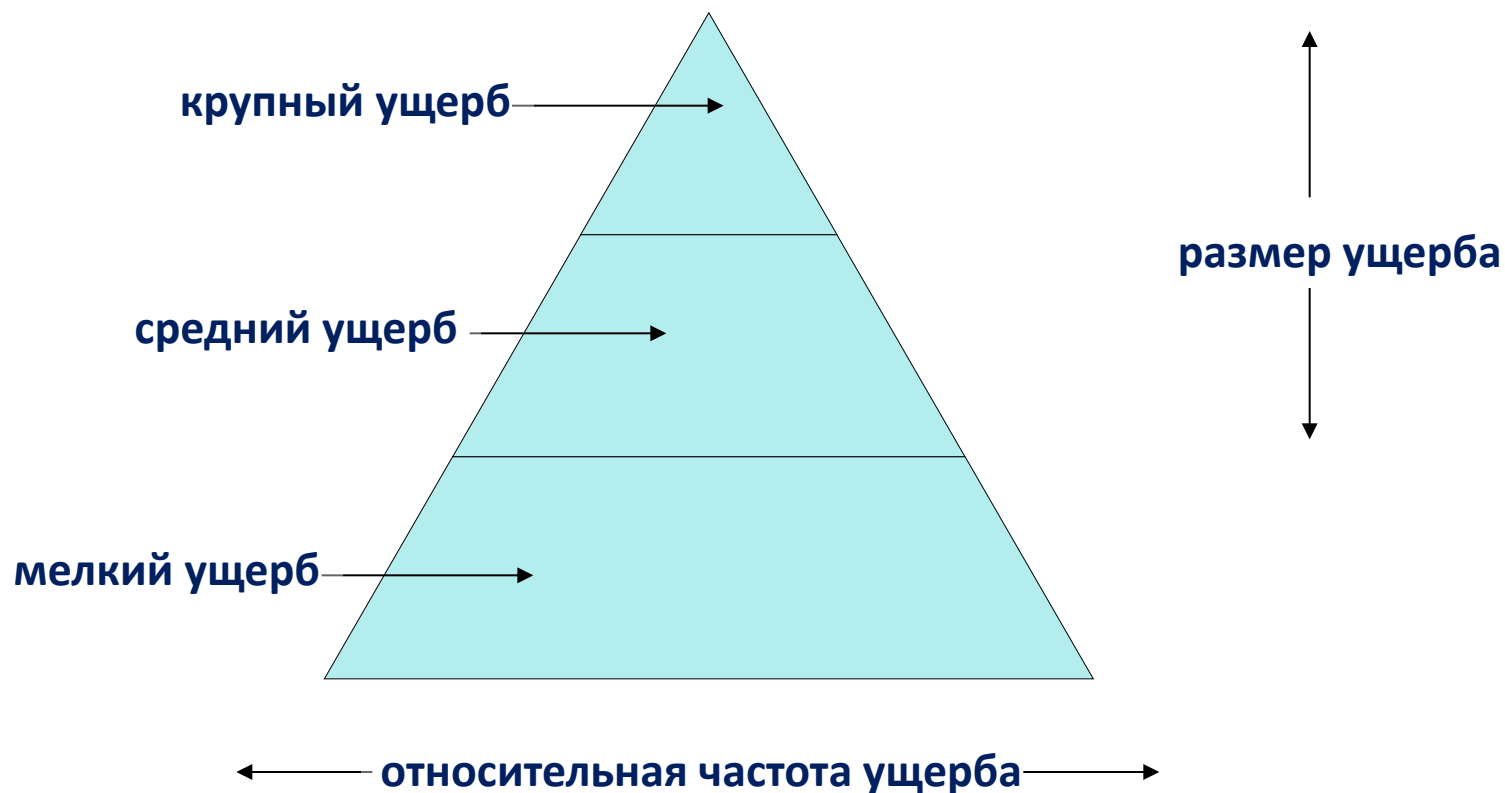 крупный ущерб
размер ущерба
средний ущерб
мелкий ущерб
относительная частота ущерба